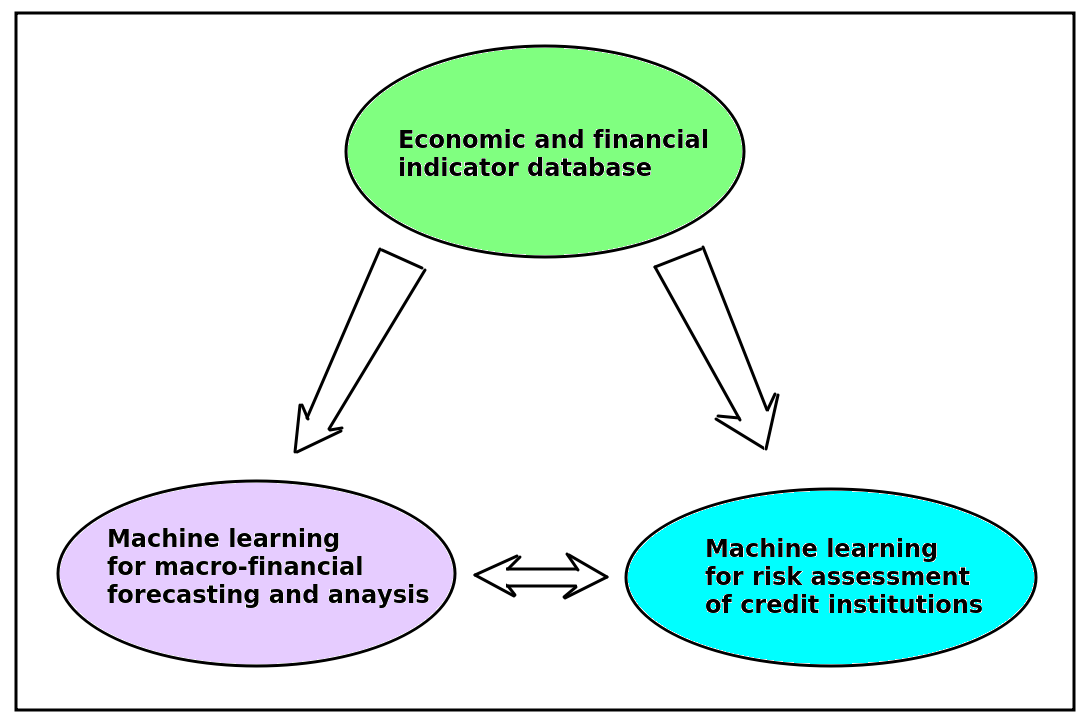 Economic and financial
indicator database
Machine learning
for macro-financial
forecasting and anaysis
Machine learning
for risk assessment
of credit institutions